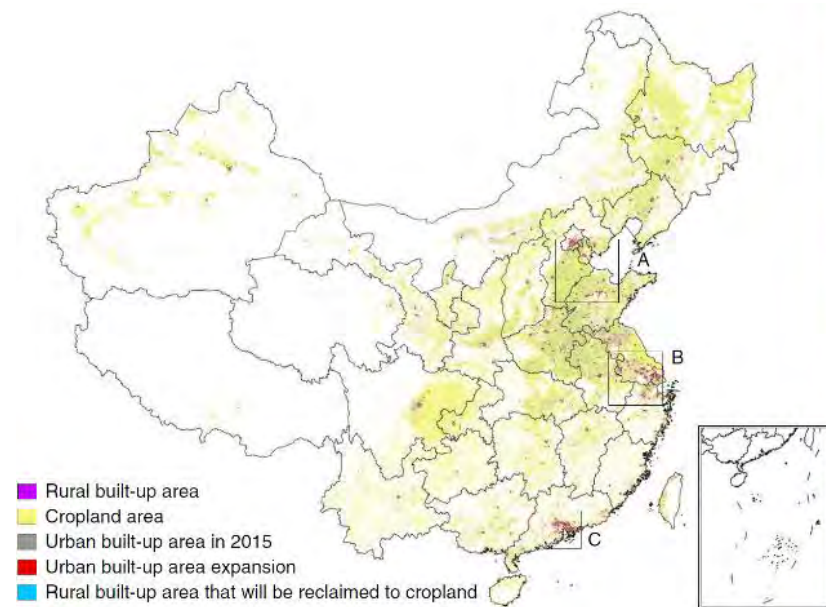 A
B
C
Rural built-up area
Cropland area
Urban built-up area in 2015
Urban built-up area expansion
Rural built-up area that will be reclaimed to cropland